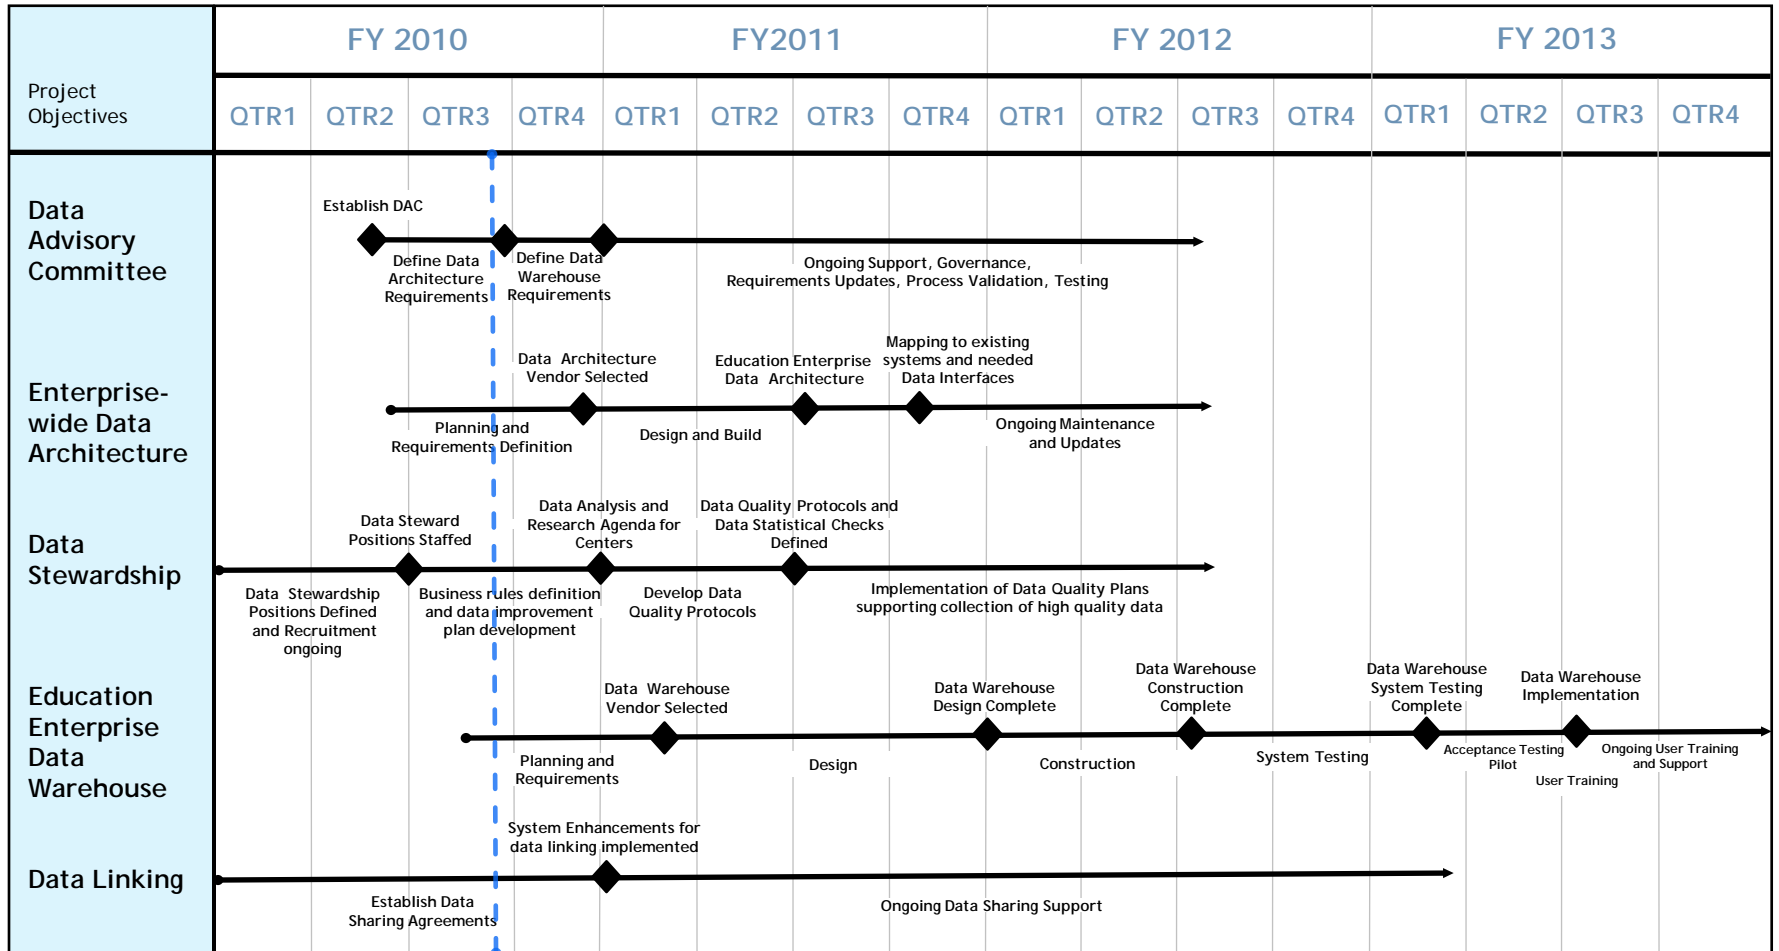 FY 2010
FY2011
FY 2012
FY 2013
Project
Objectives
QTR1
QTR2
QTR3
QTR4
QTR1
QTR2
QTR3
QTR4
QTR1
QTR2
QTR3
QTR4
QTR1
QTR2
QTR3
QTR4
Data
Advisory
Committee
Establish DAC
Define Data
Architecture
Requirements
Define Data
Warehouse
Requirements
Ongoing Support, Governance,
Requirements Updates, Process Validation, Testing
Enterprise-
wide Data
Architecture
Data Architecture
Vendor Selected
Education Enterprise
Data Architecture
Mapping to existing
systems and needed
Data Interfaces
Planning and
Requirements Definition
Design and Build
Ongoing Maintenance
and Updates
Data
Stewardship
Data Steward
Positions Staffed
Data Analysis and
Research Agenda for
Centers
Data Quality Protocols and
Data Statistical Checks
Defined
Data Stewardship
Positions Defined
and Recruitment
ongoing
Business rules definition
and data improvement
plan development
Develop Data
Quality Protocols
Implementation of Data Quality Plans
supporting collection of high quality data
Education
Enterprise
Data
Warehouse
Data Warehouse
Vendor Selected
Data Warehouse
Design Complete
Data Warehouse
Construction
Complete
Data Warehouse
System Testing
Complete
Data Warehouse
Implementation
Planning and
Requirements
Design
Construction
System Testing
Acceptance Testing
Pilot
User Training
Ongoing User Training
and Support
Data Linking
System Enhancements for
data linking implemented
Establish Data
Sharing Agreements
Ongoing Data Sharing Support